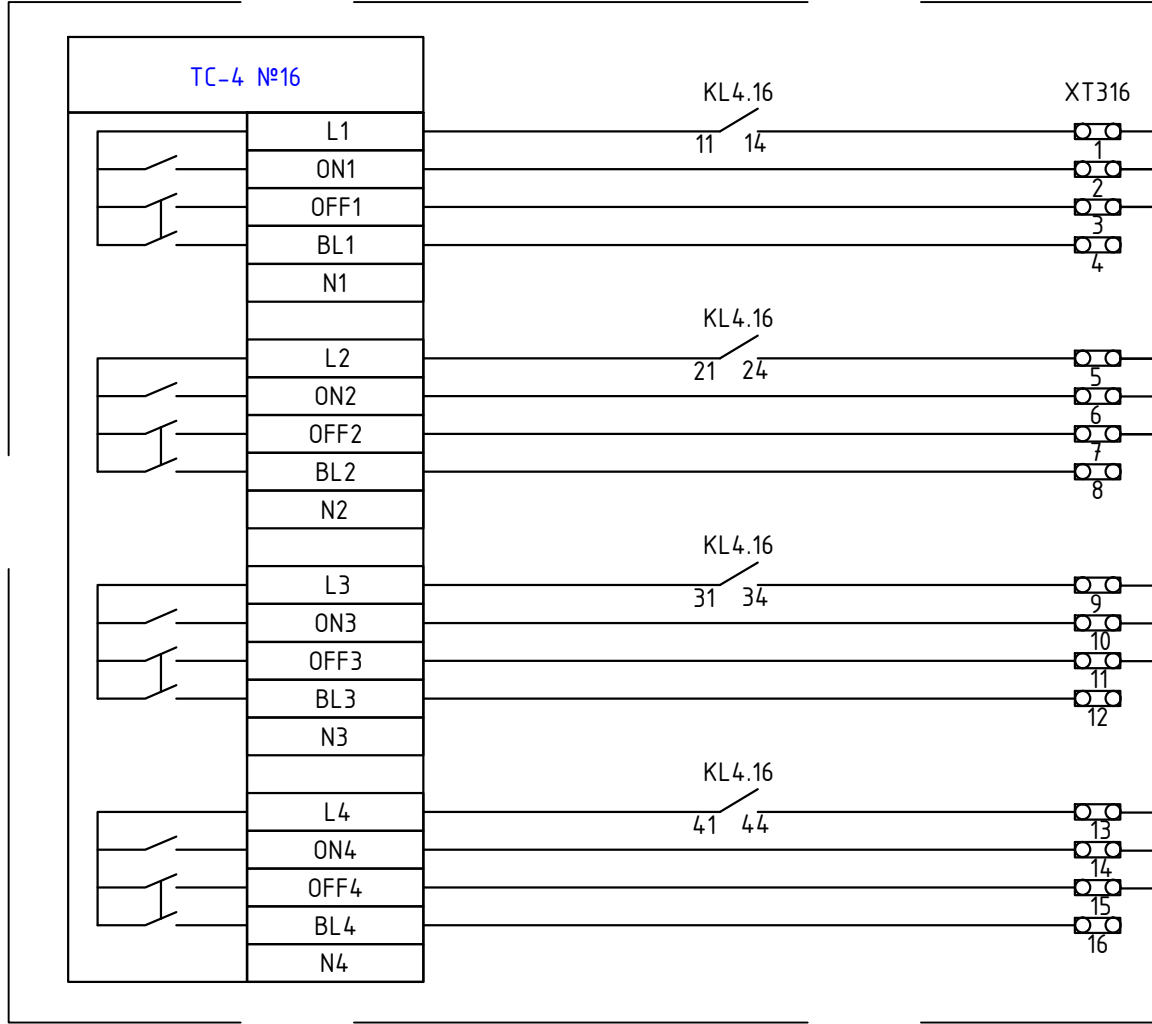 TC-4 №16
KL4.16
XT316
L1
11 14
1
ON1
2
OFF1
3
BL1
4
N1
KL4.16
L2
21 24
5
ON2
6
OFF2
7
BL2
8
N2
KL4.16
L3
31 34
9
ON3
10
OFF3
11
BL3
12
N3
KL4.16
L4
41 44
13
ON4
14
OFF4
15
BL4
16
N4